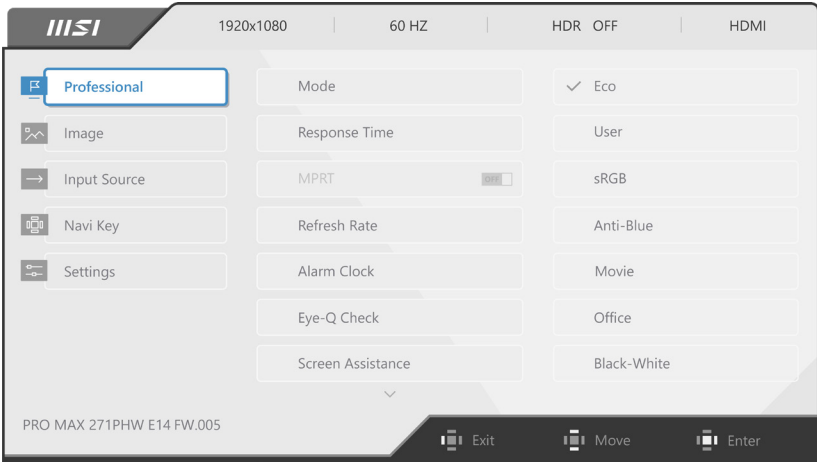 msi 1920x1080 60 HZ HDR OFF HDMI
Professional Mode Eco
Image Response Time User
Input Source MPRT OFF sRGB
Navi Key Refresh Rate Anti-Blue
Settings Alarm Clock Movie
Eye-Q Check Office
Screen Assistance Black-White
PRO MAX 271PHW E14 FW.005
Exit Move Enter